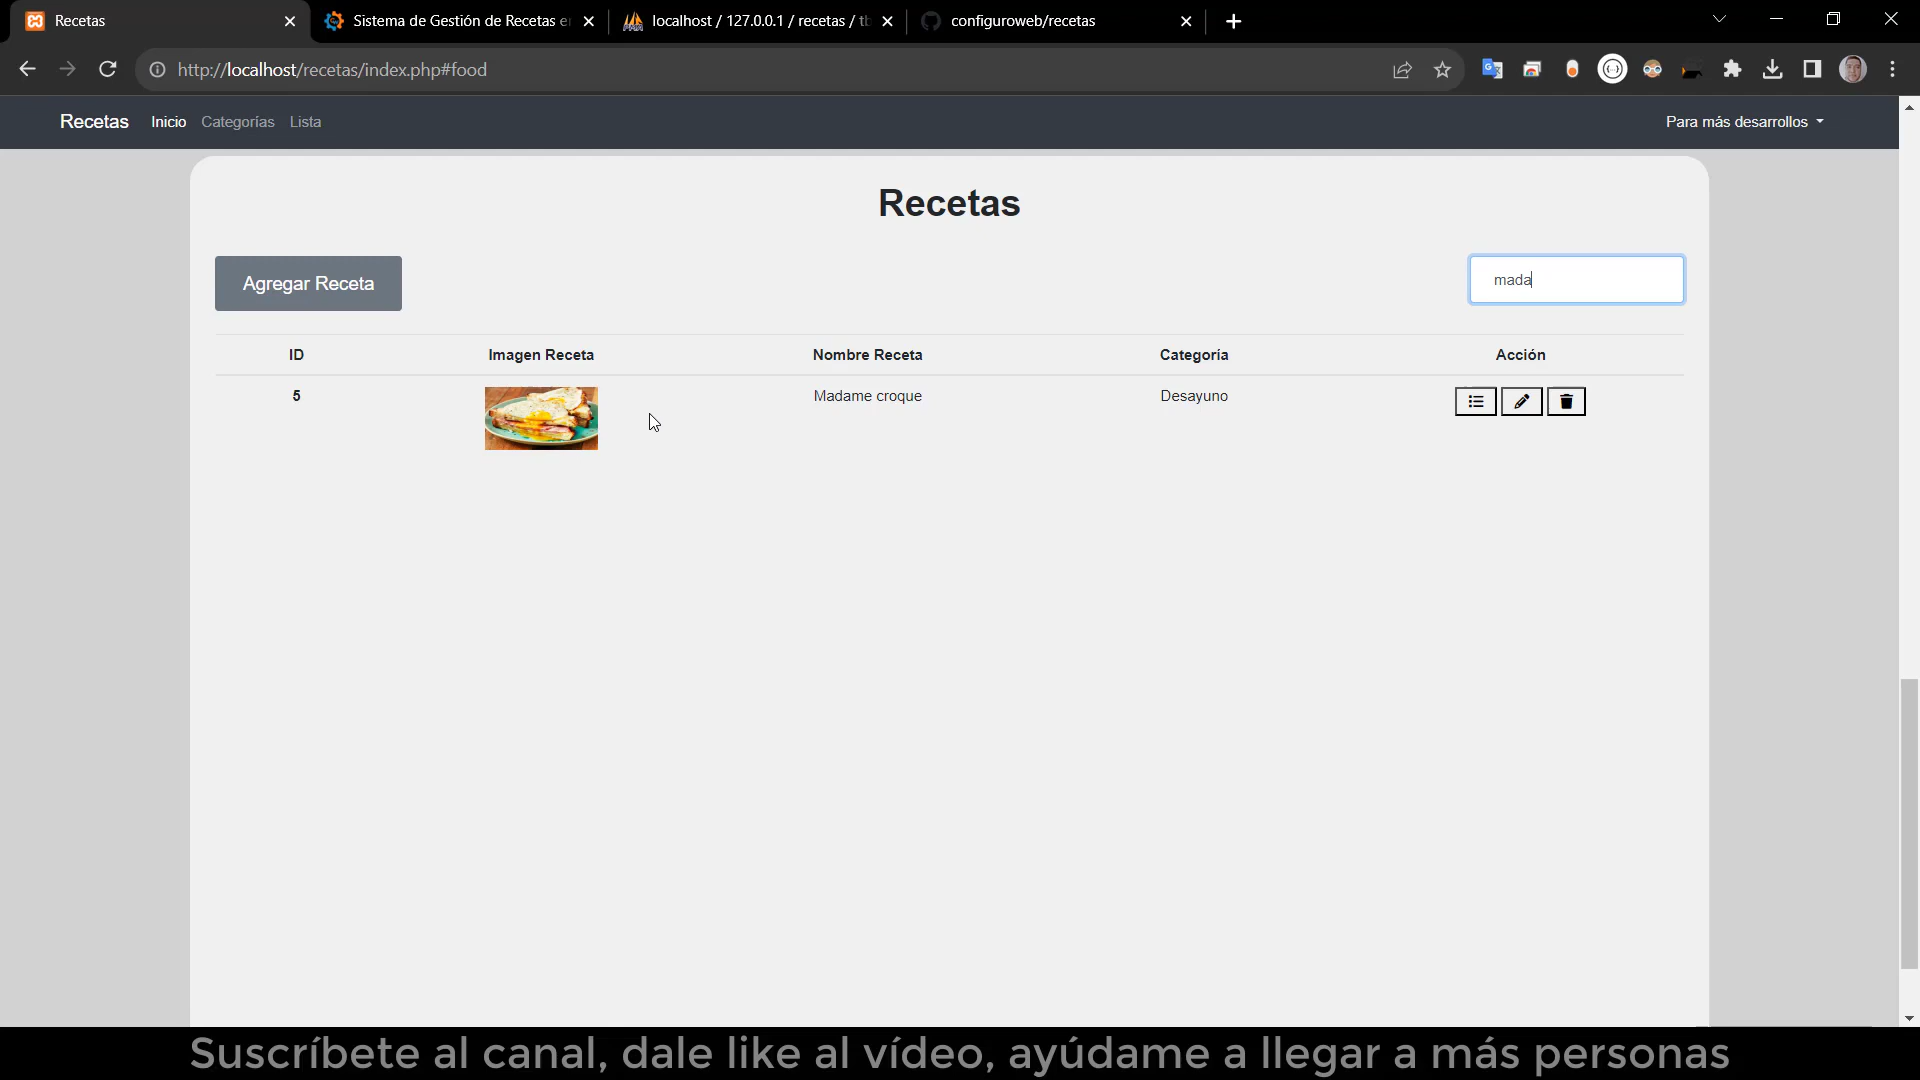 Recetas
Sistema de Gestión de Recetas e
localhost / 127.0.0.1 / recetas / tb
configuroweb/recetas
http://localhost/recetas/index.php#food
Recetas Inicio Categorías Lista Para más desarrollos
Recetas
Agregar Receta mada
ID Imagen Receta Nombre Receta Categoría Acción
5 Madame croque Desayuno
Suscríbete al canal, dale like al vídeo, ayúdame a llegar a más personas